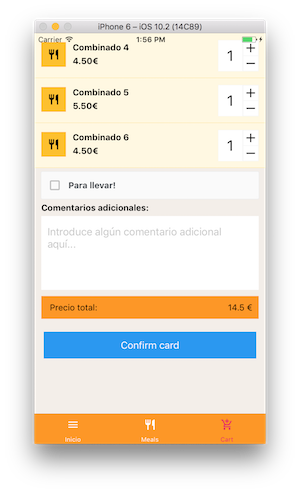 iPhone 6 – iOS 10.2 (14C89)
Carrier 1:56 PM
Combinado 4
4.50€
1 + –
Combinado 5
5.50€
1 + –
Combinado 6
4.50€
1 + –
Para llevar!
Comentarios adicionales:
Introduce algún comentario adicional
aquí...
Precio total: 14.5 €
Confirm card
Inicio Meals Cart